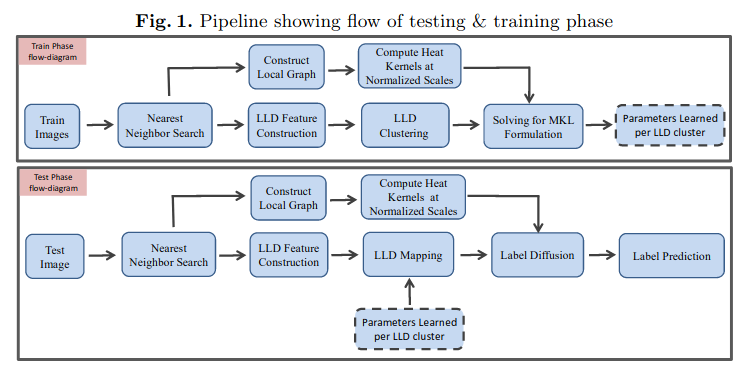 Fig. 1. Pipeline showing flow of testing & training phase
Train Phase
flow-diagram
Construct
Local Graph
Compute Heat
Kernels at
Normalized Scales
Train
Images
Nearest
Neighbor Search
LLD Feature
Construction
LLD
Clustering
Solving for MKL
Formulation
Parameters Learned
per LLD cluster
Test Phase
flow-diagram
Construct
Local Graph
Compute Heat
Kernels at
Normalized Scales
Test
Image
Nearest
Neighbor Search
LLD Feature
Construction
LLD Mapping
Label Diffusion
Label Prediction
Parameters Learned
per LLD cluster